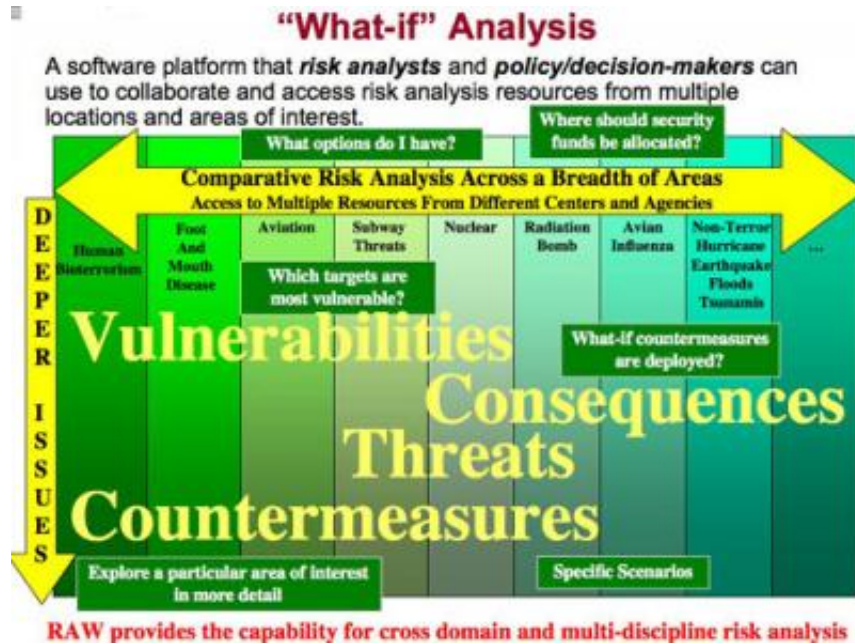 “What-if” Analysis
A software platform that risk analysts and policy/decision-makers can
use to collaborate and access risk analysis resources from multiple
locations and areas of interest.
What options do I have?
Where should security
funds be allocated?
Comparative Risk Analysis Across a Breadth of Areas
Access to Multiple Resources From Different Centers and Agencies
DEEPER ISSUES
Human
Bioterrorism
Foot
And
Mouth
Disease
Aviation
Subway
Threats
Nuclear
Radiation
Bomb
Avian
Influenza
Non-Terror
Hurricane
Earthquake
Floods
Tsunamis
...
Which targets are
most vulnerable?
Vulnerabilities
What-if countermeasures
are deployed?
Consequences
Threats
Countermeasures
Explore a particular area of interest
in more detail
Specific Scenarios
RAW provides the capability for cross domain and multi-discipline risk analysis